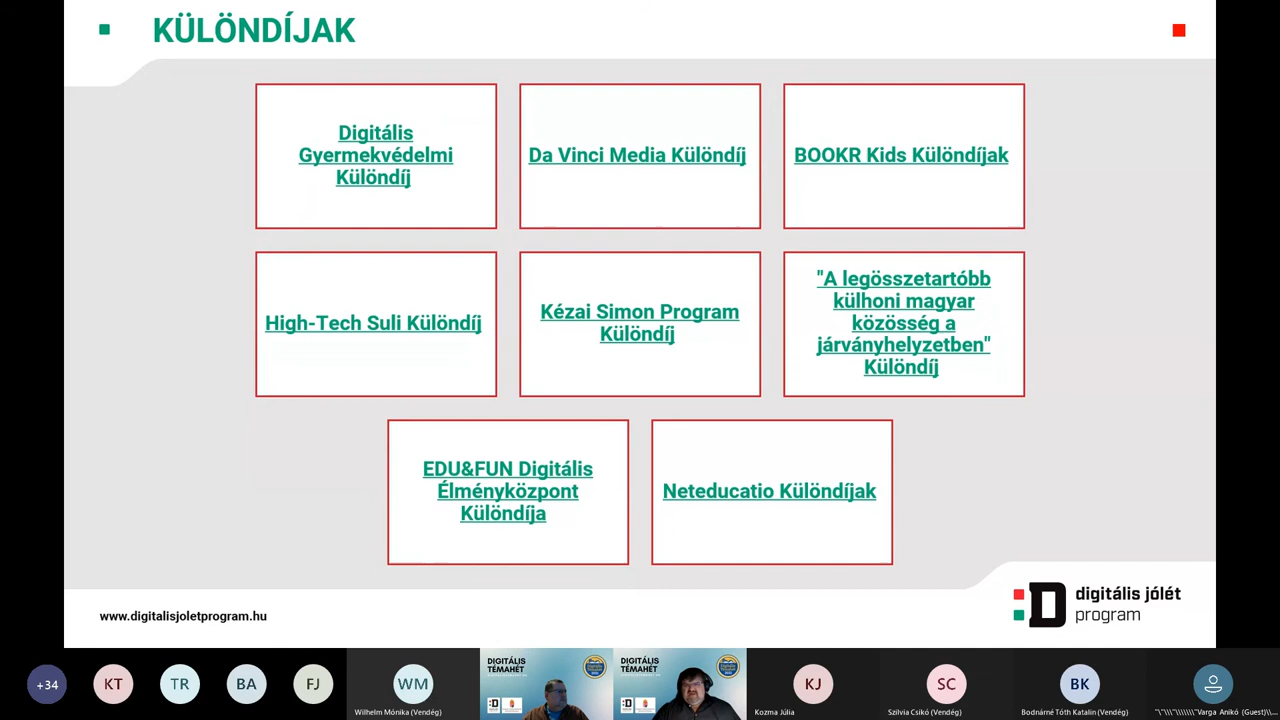 KÜLÖNDÍJAK
Digitális
Gyermekvédelmi
Különdíj
Da Vinci Media Különdíj
BOOKR Kids Különdíjak
High-Tech Suli Különdíj
Kézai Simon Program
Különdíj
"A legösszetartóbb
külhoni magyar
közösség a
járványhelyzetben"
Különdíj
EDU&FUN Digitális
Élményközpont
Különdíja
Neteducatio Különdíjak
www.digitalisjoletprogram.hu
digitális jólét
program
+34
KT
TR
BA
FJ
WM
Wilhelm Mónika (Vendég)
DIGITÁLIS
TÉMAHÉT
DIGITÁLIS
TÉMAHÉT
KJ
Kozma Júlia
SC
Szilvia Csikó (Vendég)
BK
Bodnárné Tóth Katalin (Vendég)
"\"\\\"\\\\\\\"Varga Anikó (Guest)\\...